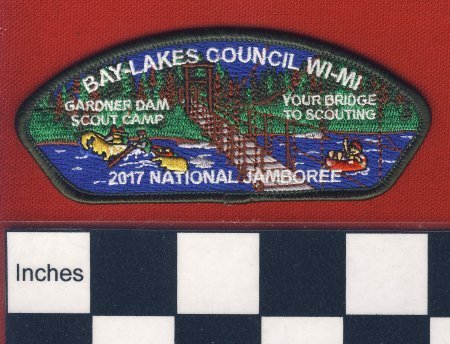 BAY-LAKES COUNCIL WI-MI
GARDNER DAM
SCOUT CAMP
YOUR BRIDGE
TO SCOUTING
2017 NATIONAL JAMBOREE
Inches